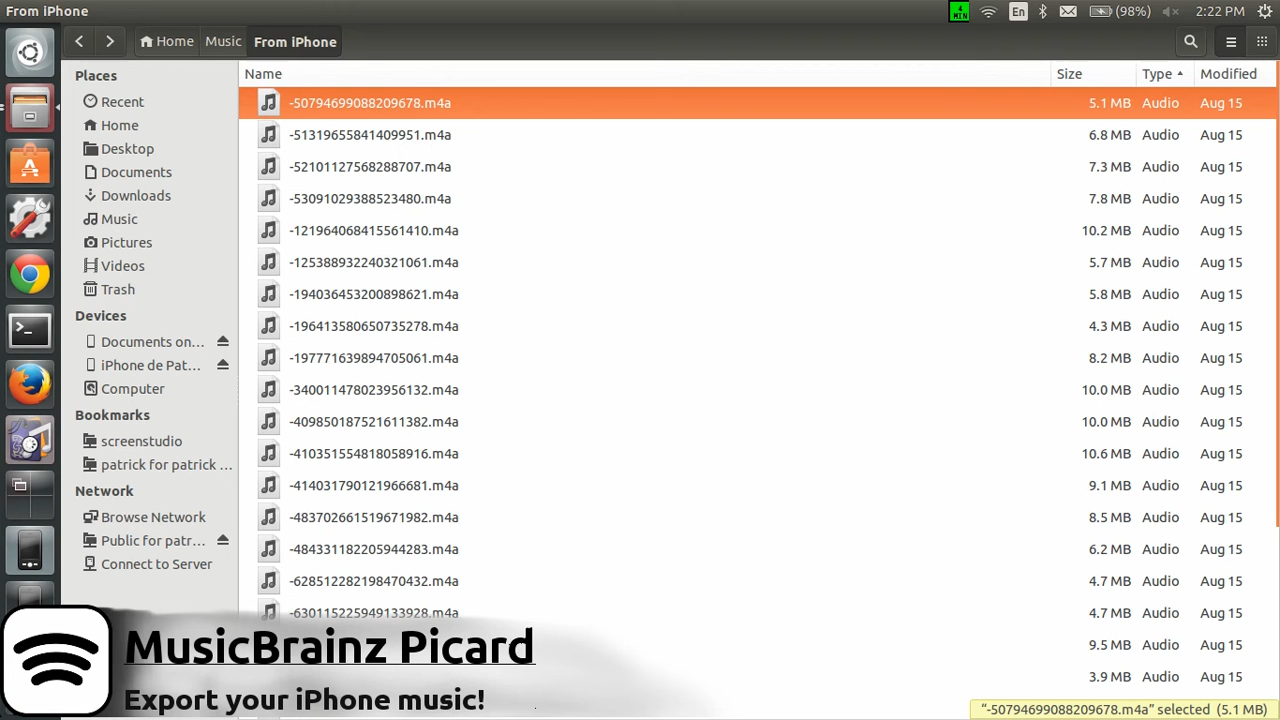 From iPhone
4 MIN
En
(98%)
2:22 PM
Home
Music
From iPhone
Places
Recent
Home
Desktop
Documents
Downloads
Music
Pictures
Videos
Trash
Devices
Documents on...
iPhone de Pat...
Computer
Bookmarks
screenstudio
patrick for patrick ...
Network
Browse Network
Public for patr...
Connect to Server
Name Size Type Modified
-50794699088209678.m4a 5.1 MB Audio Aug 15
-51319655841409951.m4a 6.8 MB Audio Aug 15
-52101127568288707.m4a 7.3 MB Audio Aug 15
-53091029388523480.m4a 7.8 MB Audio Aug 15
-121964068415561410.m4a 10.2 MB Audio Aug 15
-125388932240321061.m4a 5.7 MB Audio Aug 15
-194036453200898621.m4a 5.8 MB Audio Aug 15
-196413580650735278.m4a 4.3 MB Audio Aug 15
-197771639894705061.m4a 8.2 MB Audio Aug 15
-340011478023956132.m4a 10.0 MB Audio Aug 15
-409850187521611382.m4a 10.0 MB Audio Aug 15
-410351554818058916.m4a 10.6 MB Audio Aug 15
-414031790121966681.m4a 9.1 MB Audio Aug 15
-483702661519671982.m4a 8.5 MB Audio Aug 15
-484331182205944283.m4a 6.2 MB Audio Aug 15
-628512282198470432.m4a 4.7 MB Audio Aug 15
-630115225949133928.m4a 4.7 MB Audio Aug 15
9.5 MB Audio Aug 15
3.9 MB Audio Aug 15
MusicBrainz Picard
Export your iPhone music!
“-50794699088209678.m4a” selected (5.1 MB)